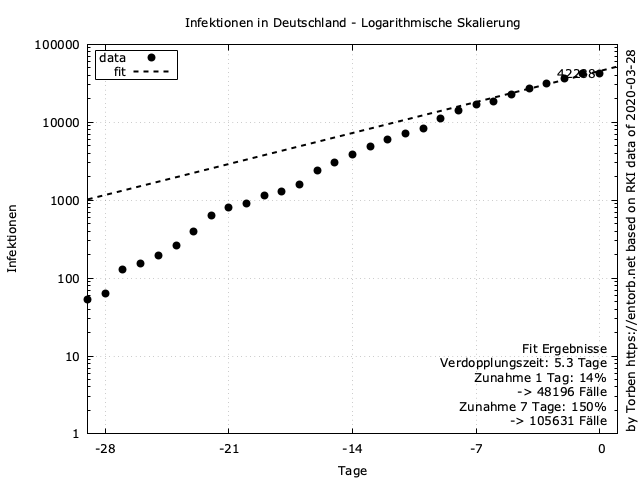 Infektionen in Deutschland - Logarithmische Skalierung
data
fit
100000
10000
1000
100
10
1
Infektionen
42288
Fit Ergebnisse
Verdopplungszeit: 5.3 Tage
Zunahme 1 Tag: 14%
-> 48196 Fälle
Zunahme 7 Tage: 150%
-> 105631 Fälle
-28 -21 -14 -7 0
Tage
by Torben https://entorb.net based on RKI data of 2020-03-28